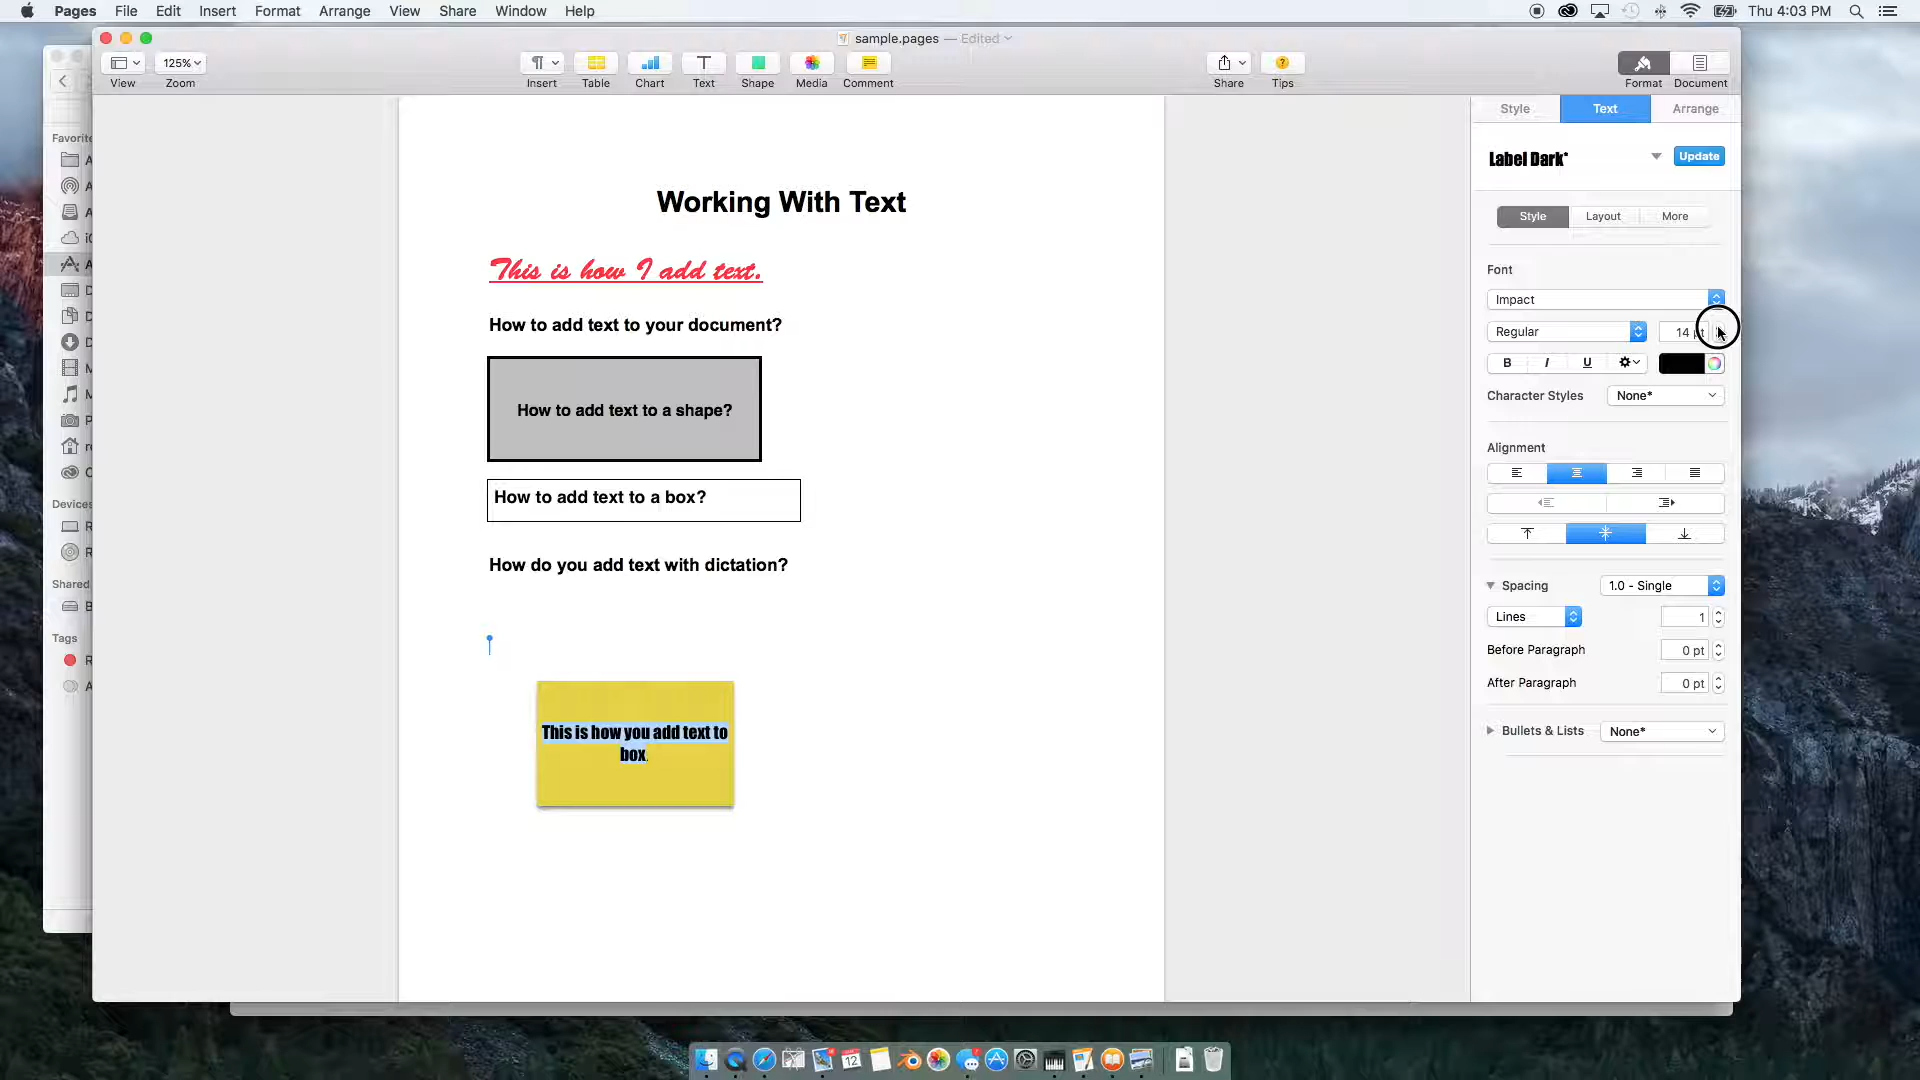 Pages File Edit Insert Format Arrange View Share Window Help
Thu 4:03 PM
sample.pages — Edited
125%
View Zoom
Insert Table Chart Text Shape Media Comment
Share Tips
Format Document
Style Text Arrange
Label Dark* Update
Style Layout More
Font
Impact
Regular 14
B I U
Character Styles None*
Alignment
Spacing 1.0 - Single
Lines 1
Before Paragraph 0 pt
After Paragraph 0 pt
Bullets & Lists None*
Working With Text
This is how I add text.
How to add text to your document?
How to add text to a shape?
How to add text to a box?
How do you add text with dictation?
This is how you add text to
box.
Favorite
A
A
A
iC
A
D
D
D
M
M
P
re
C
Devices
R
R
Shared
B
Tags
R
A
12